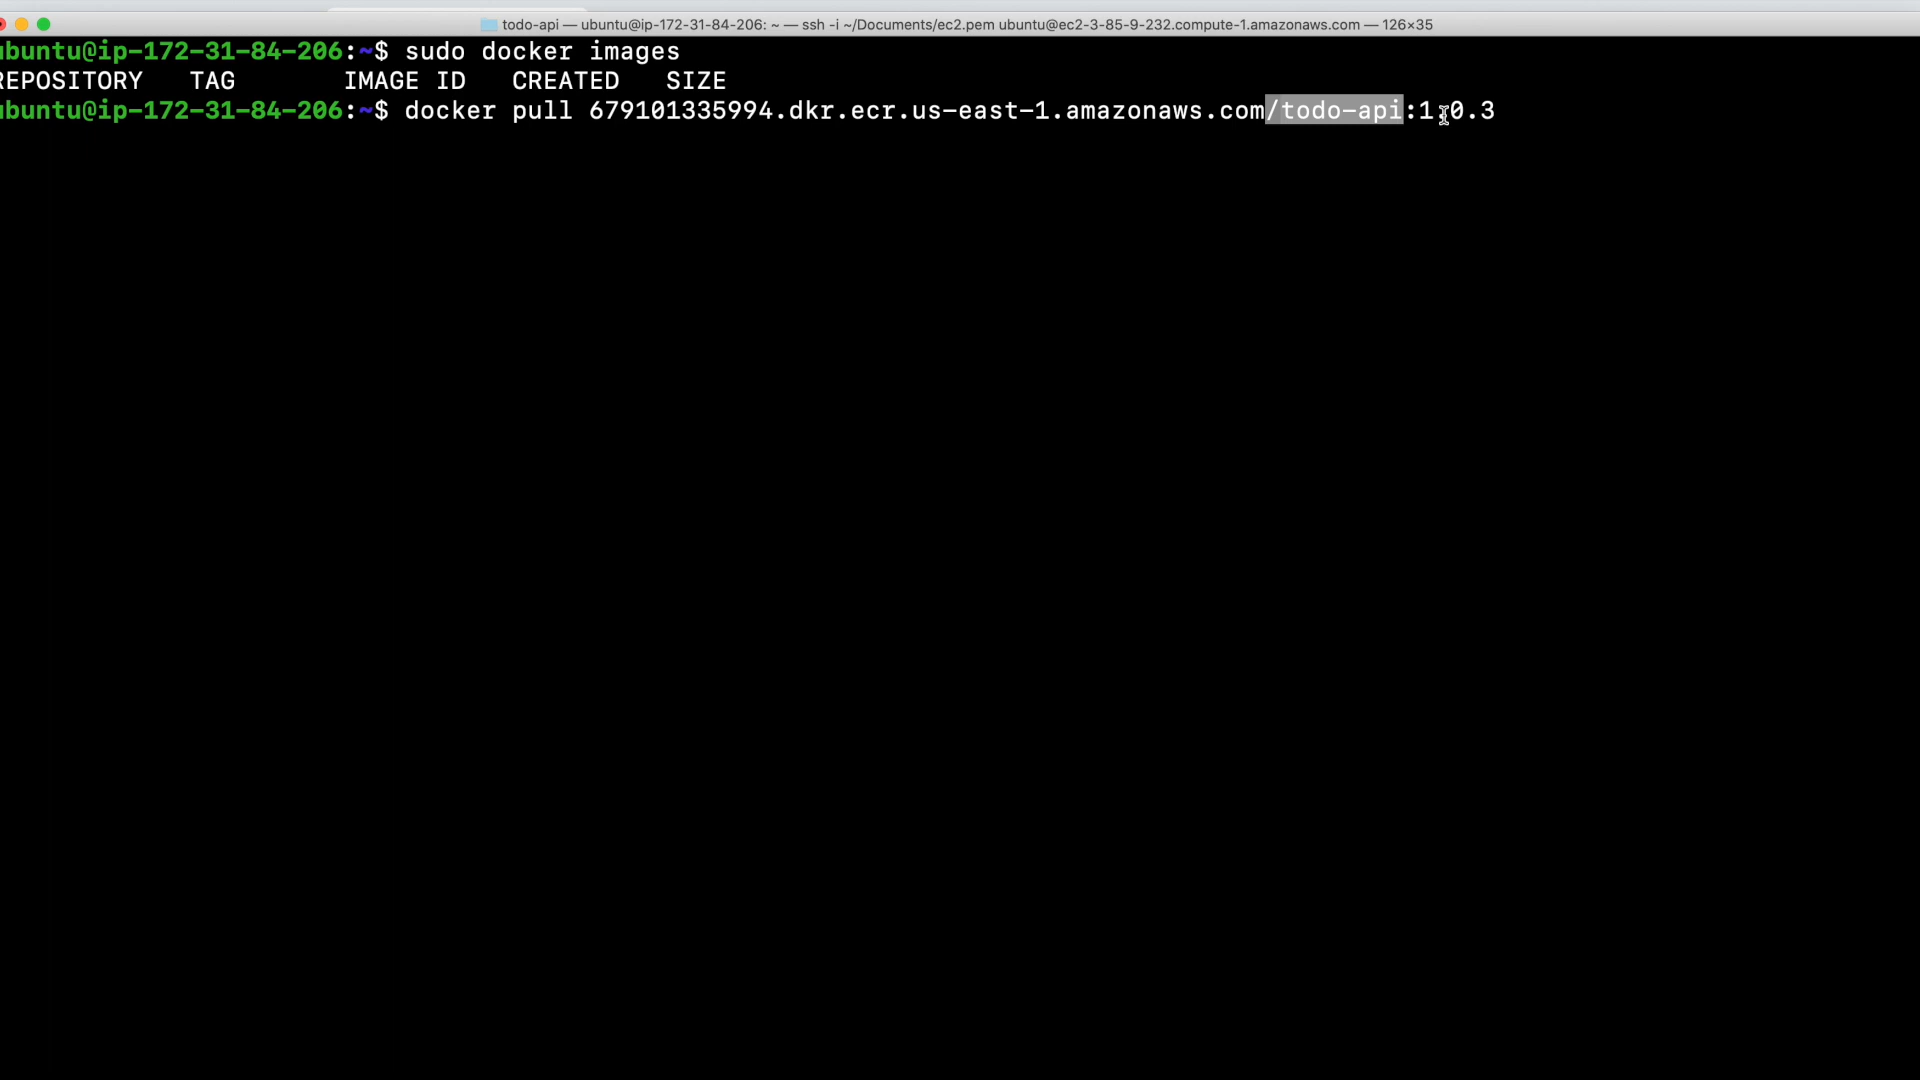 todo-api — ubuntu@ip-172-31-84-206: ~ — ssh -i ~/Documents/ec2.pem ubuntu@ec2-3-85-9-232.compute-1.amazonaws.com — 126×35
ubuntu@ip-172-31-84-206:~$ sudo docker images
REPOSITORY TAG IMAGE ID CREATED SIZE
ubuntu@ip-172-31-84-206:~$ docker pull 679101335994.dkr.ecr.us-east-1.amazonaws.com/todo-api:1.0.3